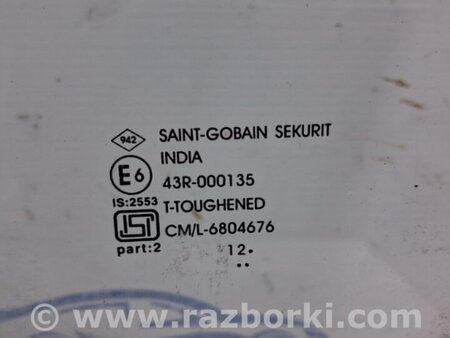 942 SAINT-GOBAIN SEKURIT
INDIA
E6 43R-000135
IS:2553 T-TOUGHENED
ISI CM/L-6804676
part:2 12.
www.razborki.com